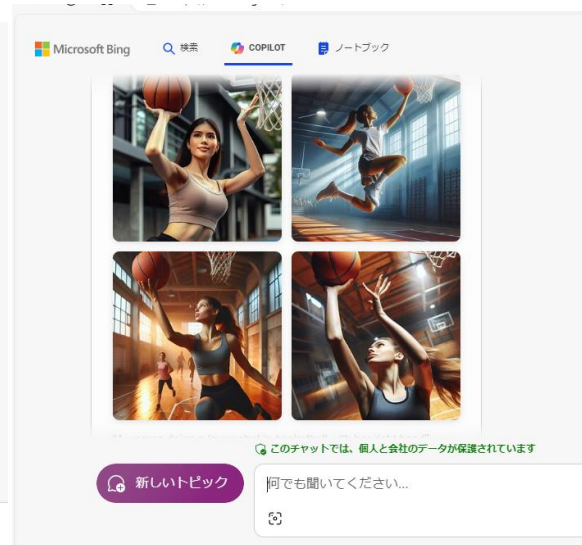 Microsoft Bing
検索
COPILOT
ノートブック
このチャットでは、個人と会社のデータが保護されています
新しいトピック
何でも聞いてください...